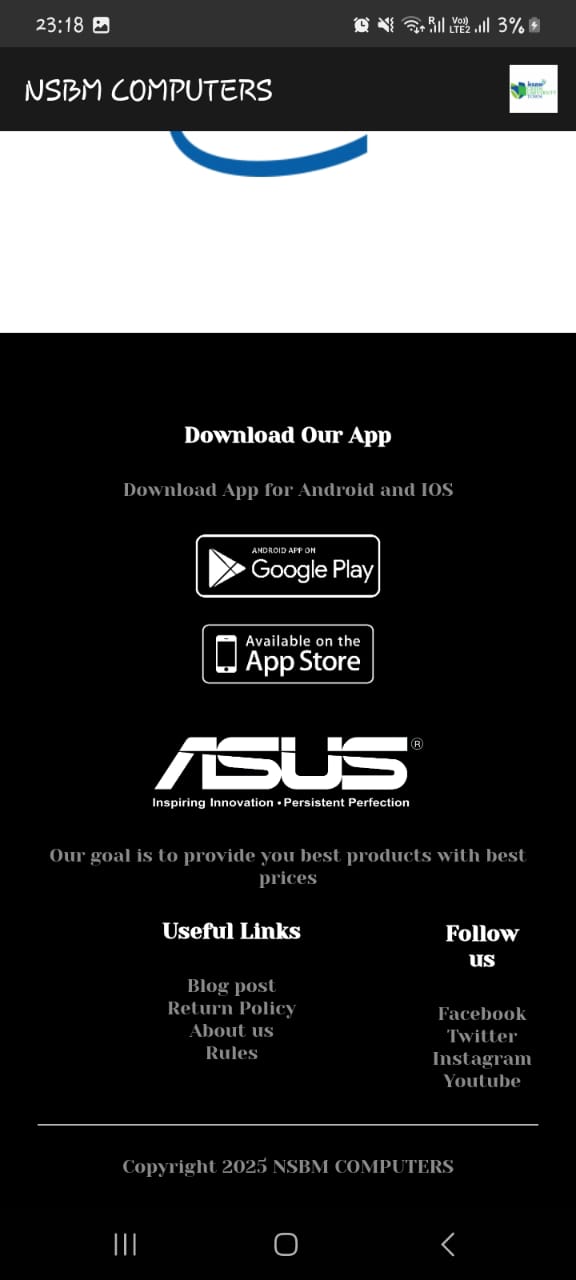 23:18 R Vo)) LTE2 3%
NSBM COMPUTERS
Download Our App
Download App for Android and IOS
ANDROID APP ON
Google Play
Available on the
App Store
ASUS ®
Inspiring Innovation • Persistent Perfection
Our goal is to provide you best products with best
prices
Useful Links
Blog post
Return Policy
About us
Rules
Follow
us
Facebook
Twitter
Instagram
Youtube
Copyright 2025 NSBM COMPUTERS